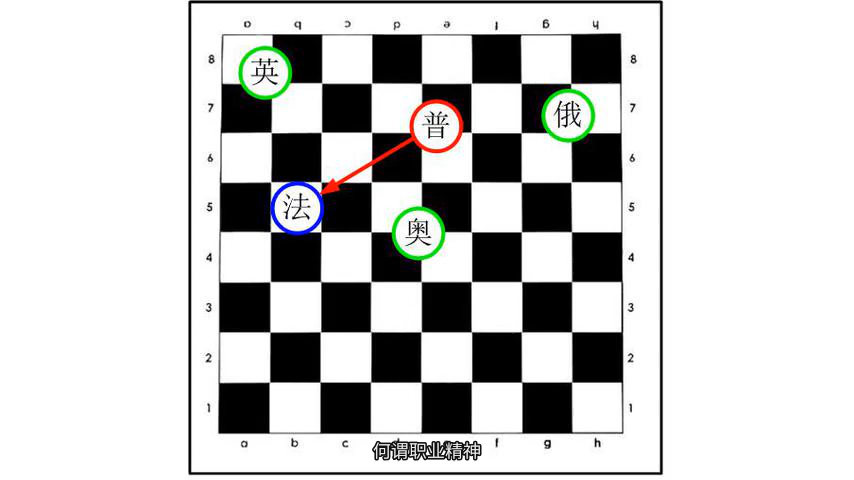 a b c d e f g h
8 8
英
7 俄 7
普
6 6
5 法 5
奥
4 4
3 3
2 2
1 1
a b c d f g h
何谓职业精神